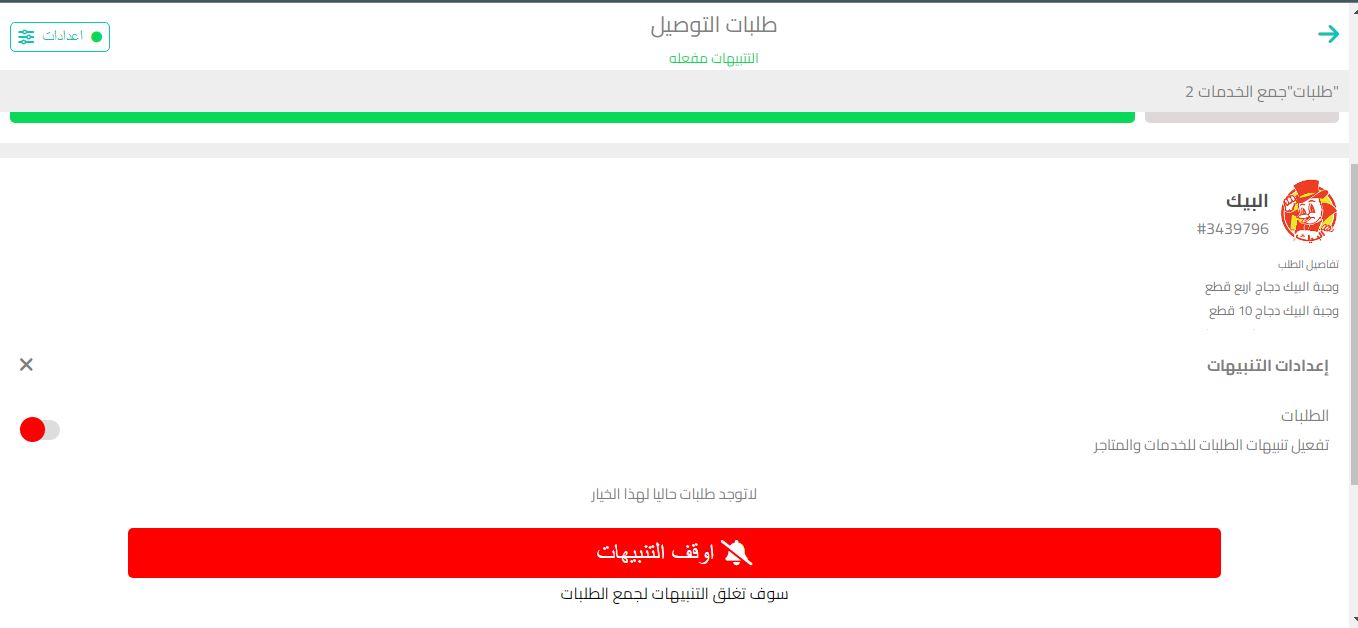 طلبات التوصيل
اعدادات
التنبيهات مفعله
"طلبات"جمع الخدمات 2
البيك
#3439796
تفاصيل الطلب
وجبة البيك دجاج اربع قطع
وجبة البيك دجاج 10 قطع
إعدادات التنبيهات
الطلبات
تفعيل تنبيهات الطلبات للخدمات والمتاجر
لاتوجد طلبات حاليا لهذا الخيار
اوقف التنبيهات
سوف تغلق التنبيهات لجمع الطلبات